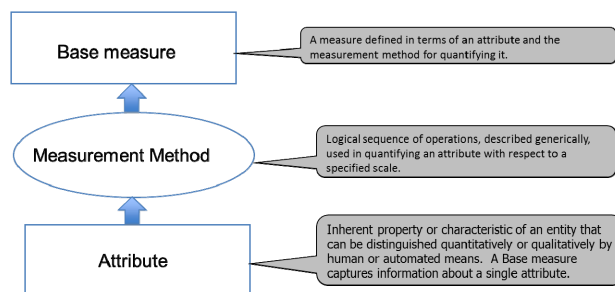 Base measure
A measure defined in terms of an attribute and the
measurement method for quantifying it.
Measurement Method
Logical sequence of operations, described generically,
used in quantifying an attribute with respect to a
specified scale.
Attribute
Inherent property or characteristic of an entity that
can be distinguished quantitatively or qualitatively by
human or automated means.  A Base measure
captures information about a single attribute.